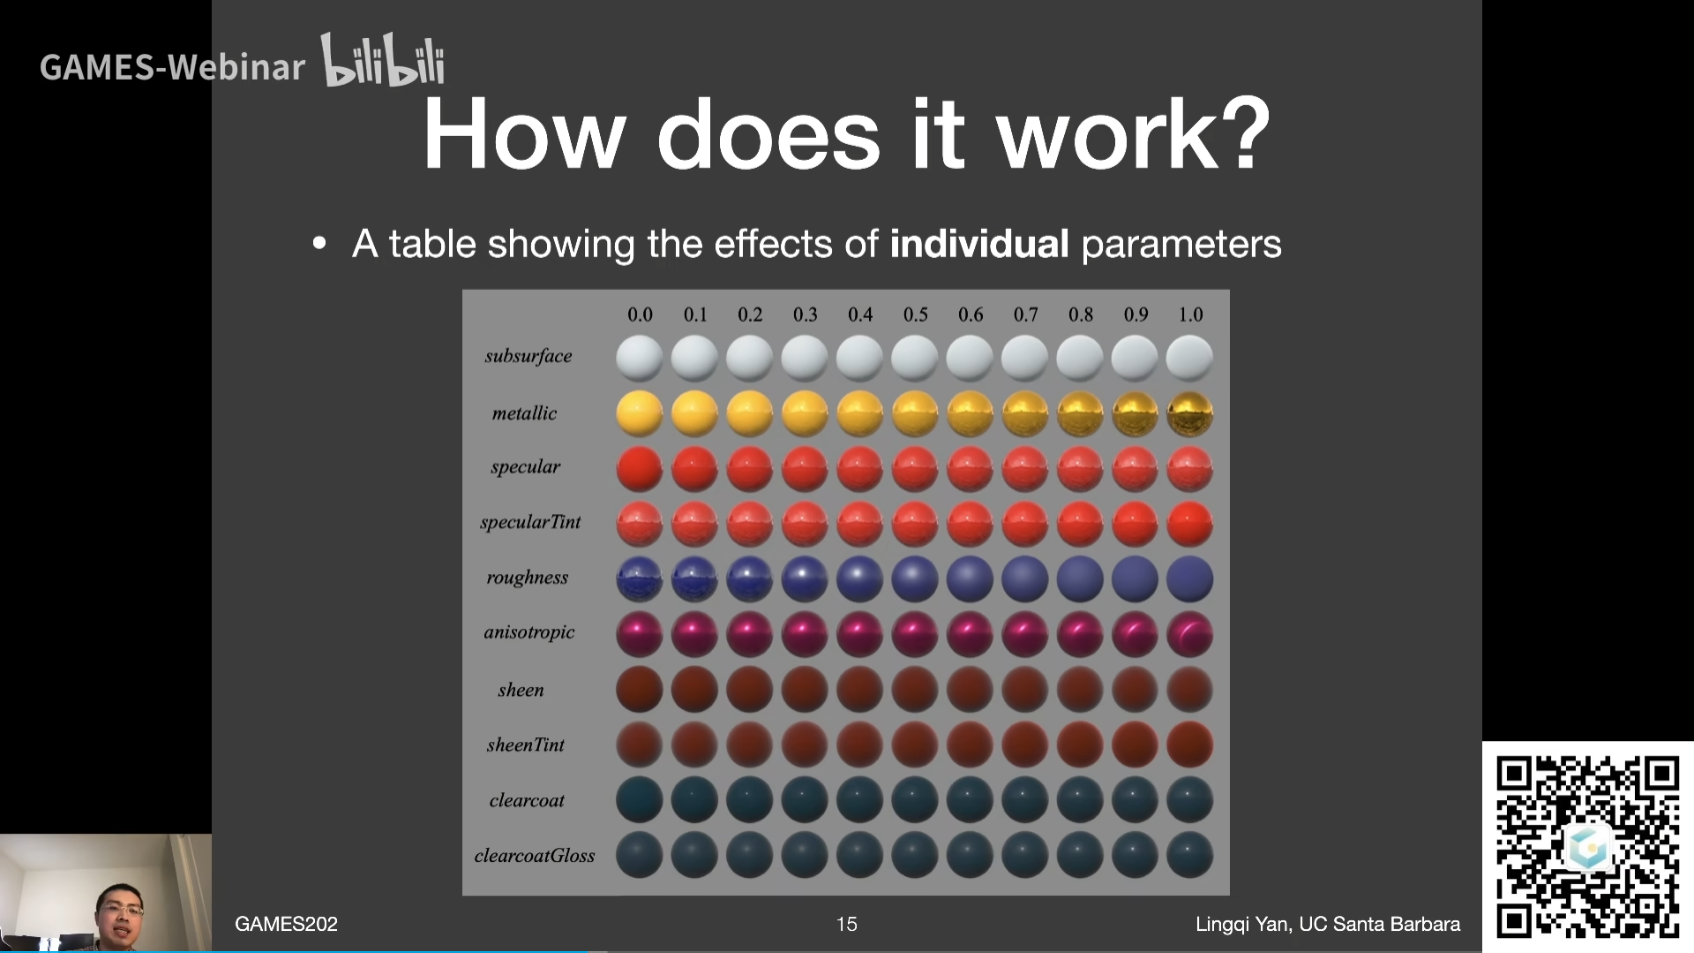 GAMES-Webinar bilibili
How does it work?
• A table showing the effects of individual parameters
0.0 0.1 0.2 0.3 0.4 0.5 0.6 0.7 0.8 0.9 1.0
subsurface
metallic
specular
specularTint
roughness
anisotropic
sheen
sheenTint
clearcoat
clearcoatGloss
GAMES202 15 Lingqi Yan, UC Santa Barbara